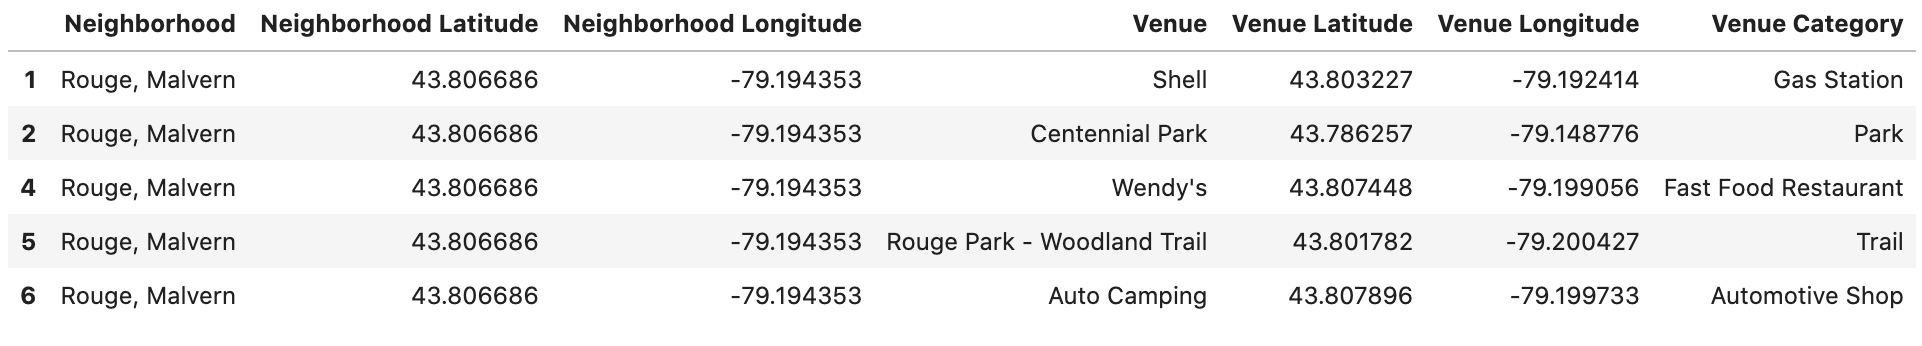 Neighborhood Neighborhood Latitude Neighborhood Longitude Venue Venue Latitude Venue Longitude Venue Category
1 Rouge, Malvern 43.806686 -79.194353 Shell 43.803227 -79.192414 Gas Station
2 Rouge, Malvern 43.806686 -79.194353 Centennial Park 43.786257 -79.148776 Park
4 Rouge, Malvern 43.806686 -79.194353 Wendy's 43.807448 -79.199056 Fast Food Restaurant
5 Rouge, Malvern 43.806686 -79.194353 Rouge Park - Woodland Trail 43.801782 -79.200427 Trail
6 Rouge, Malvern 43.806686 -79.194353 Auto Camping 43.807896 -79.199733 Automotive Shop